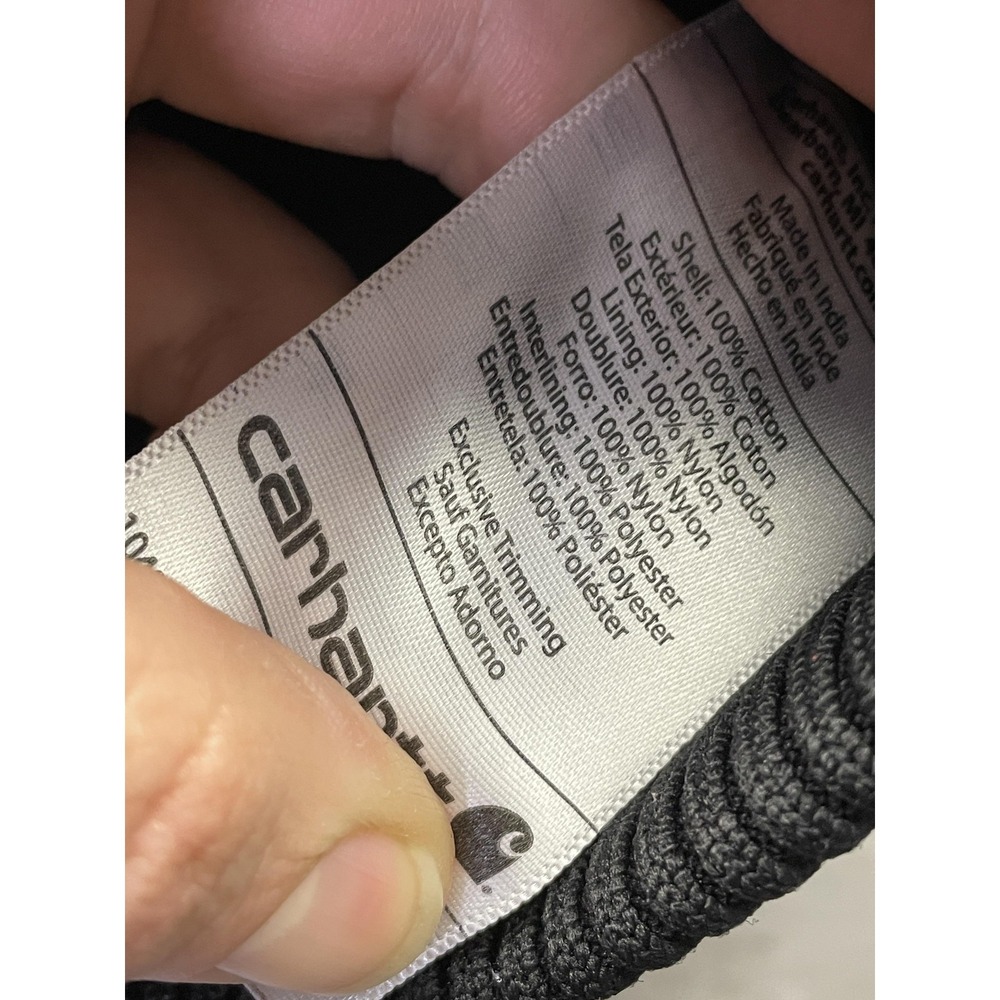 carhartt.com
Made in India
Fabriqué en Inde
Hecho en India
Shell: 100% Cotton
Extérieur: 100% Coton
Tela Exterior: 100% Algodón
Lining: 100% Nylon
Doublure: 100% Nylon
Forro: 100% Nylon
Interlining: 100% Polyester
Entredoublure: 100% Polyester
Entretela: 100% Poliéster
Exclusive Trimming
Sauf Garnitures
Excepto Adorno
carhartt